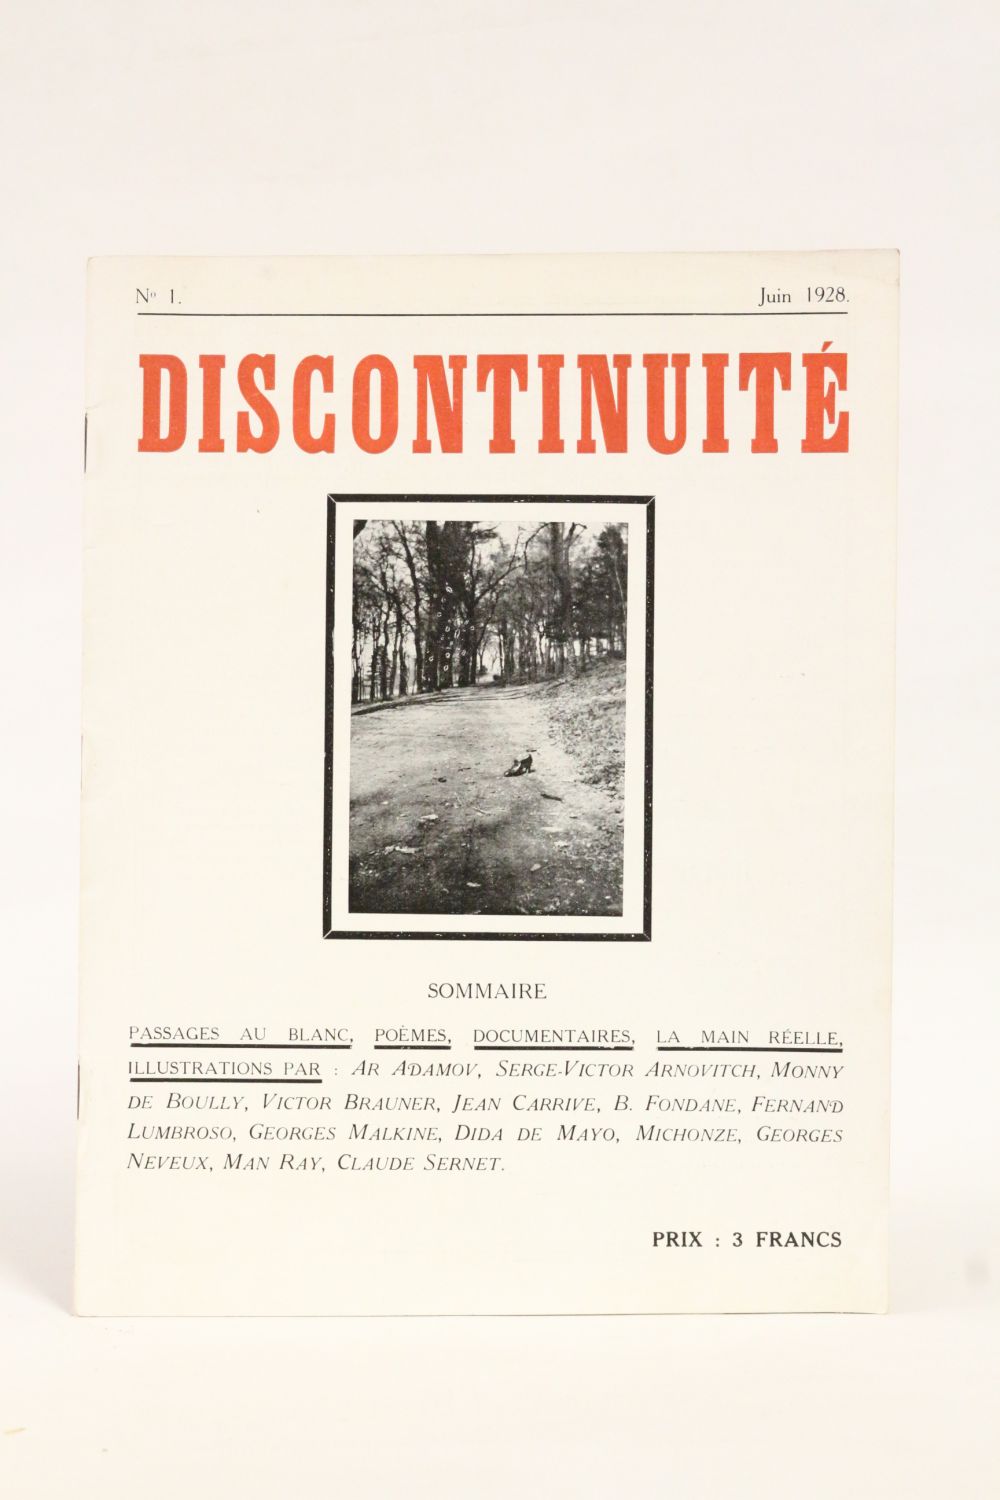 Nº 1.
Juin 1928.
DISCONTINUITÉ
SOMMAIRE
PASSAGES AU BLANC, POÈMES, DOCUMENTAIRES, LA MAIN RÉELLE,
ILLUSTRATIONS PAR : AR ADAMOV, SERGE-VICTOR ARNOVITCH, MONNY
DE BOULLY, VICTOR BRAUNER, JEAN CARRIVE, B. FONDANE, FERNAND
LUMBROSO, GEORGES MALKINE, DIDA DE MAYO, MICHONZE, GEORGES
NEVEUX, MAN RAY, CLAUDE SERNET.
PRIX : 3 FRANCS